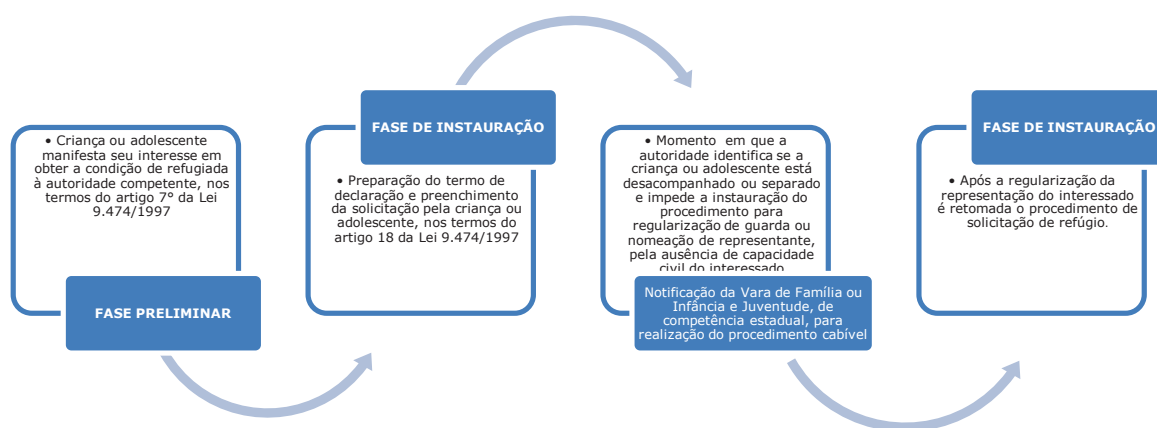 • Criança ou adolescente
manifesta seu interesse em
obter a condição de refugiada
à autoridade competente, nos
termos do artigo 7° da Lei
9.474/1997
FASE PRELIMINAR
FASE DE INSTAURAÇÃO
• Preparação do termo de
declaração e preenchimento
da solicitação pela criança ou
adolescente, nos termos do
artigo 18 da Lei 9.474/1997
• Momento em que a
autoridade identifica se a
criança ou adolescente está
desacompanhado ou separado
e impede a instauração do
procedimento para
regularização de guarda ou
nomeação de representante,
pela ausência de capacidade
civil do interessado
Notificação da Vara de Família ou
Infância e Juventude, de
competência estadual, para
realização do procedimento cabível
FASE DE INSTAURAÇÃO
• Após a regularização da
representação do interessado
é retomada o procedimento de
solicitação de refúgio.